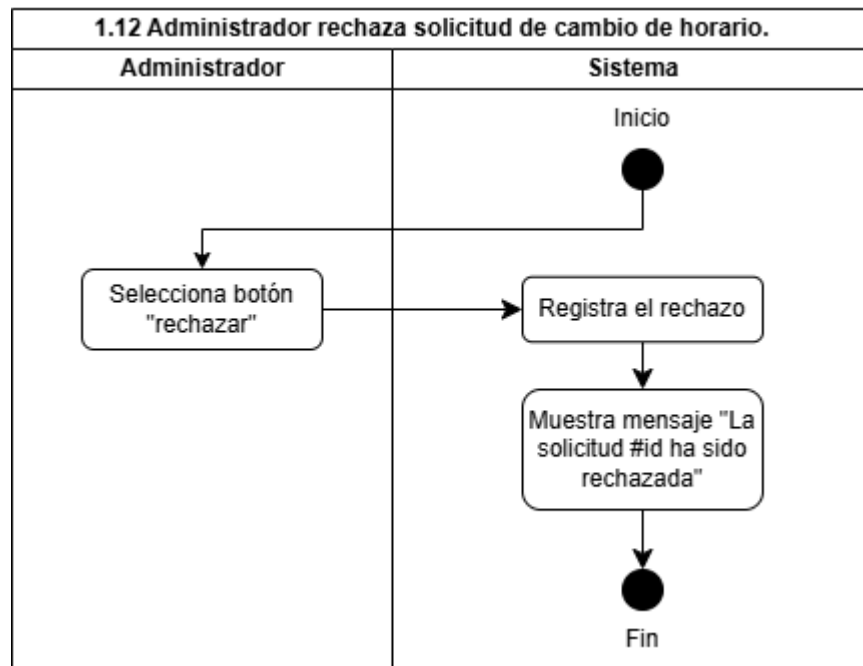 1.12 Administrador rechaza solicitud de cambio de horario.
Administrador
Sistema
Inicio
Selecciona botón
"rechazar"
Registra el rechazo
Muestra mensaje "La
solicitud #id ha sido
rechazada"
Fin